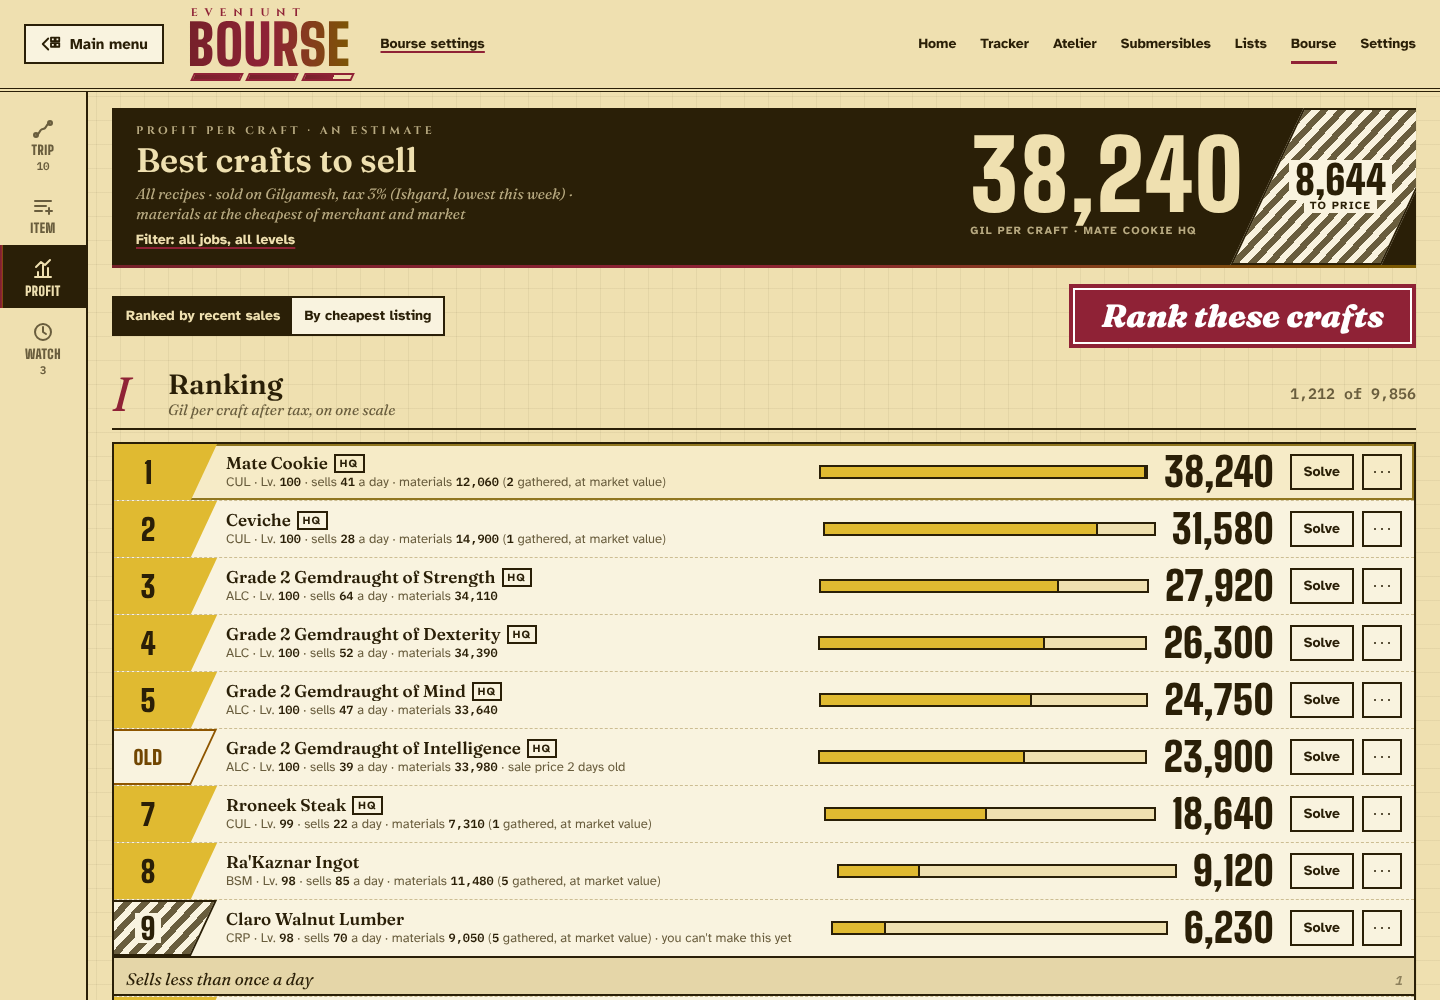 Main menu
EVENIUNT
BOURSE
Bourse settings
Home
Tracker
Atelier
Submersibles
Lists
Bourse
Settings
TRIP
10
ITEM
PROFIT
WATCH
3
PROFIT PER CRAFT · AN ESTIMATE
Best crafts to sell
All recipes · sold on Gilgamesh, tax 3% (Ishgard, lowest this week) ·
materials at the cheapest of merchant and market
Filter: all jobs, all levels
38,240
GIL PER CRAFT · MATE COOKIE HQ
8,644
TO PRICE
Ranked by recent sales
By cheapest listing
Rank these crafts
I
Ranking
Gil per craft after tax, on one scale
1,212 of 9,856
1
Mate Cookie HQ
CUL · Lv. 100 · sells 41 a day · materials 12,060 (2 gathered, at market value)
38,240
Solve
···
2
Ceviche HQ
CUL · Lv. 100 · sells 28 a day · materials 14,900 (1 gathered, at market value)
31,580
Solve
···
3
Grade 2 Gemdraught of Strength HQ
ALC · Lv. 100 · sells 64 a day · materials 34,110
27,920
Solve
···
4
Grade 2 Gemdraught of Dexterity HQ
ALC · Lv. 100 · sells 52 a day · materials 34,390
26,300
Solve
···
5
Grade 2 Gemdraught of Mind HQ
ALC · Lv. 100 · sells 47 a day · materials 33,640
24,750
Solve
···
OLD
Grade 2 Gemdraught of Intelligence HQ
ALC · Lv. 100 · sells 39 a day · materials 33,980 · sale price 2 days old
23,900
Solve
···
7
Rroneek Steak HQ
CUL · Lv. 99 · sells 22 a day · materials 7,310 (1 gathered, at market value)
18,640
Solve
···
8
Ra'Kaznar Ingot
BSM · Lv. 98 · sells 85 a day · materials 11,480 (5 gathered, at market value)
9,120
Solve
···
9
Claro Walnut Lumber
CRP · Lv. 98 · sells 70 a day · materials 9,050 (5 gathered, at market value) · you can't make this yet
6,230
Solve
···
Sells less than once a day
1